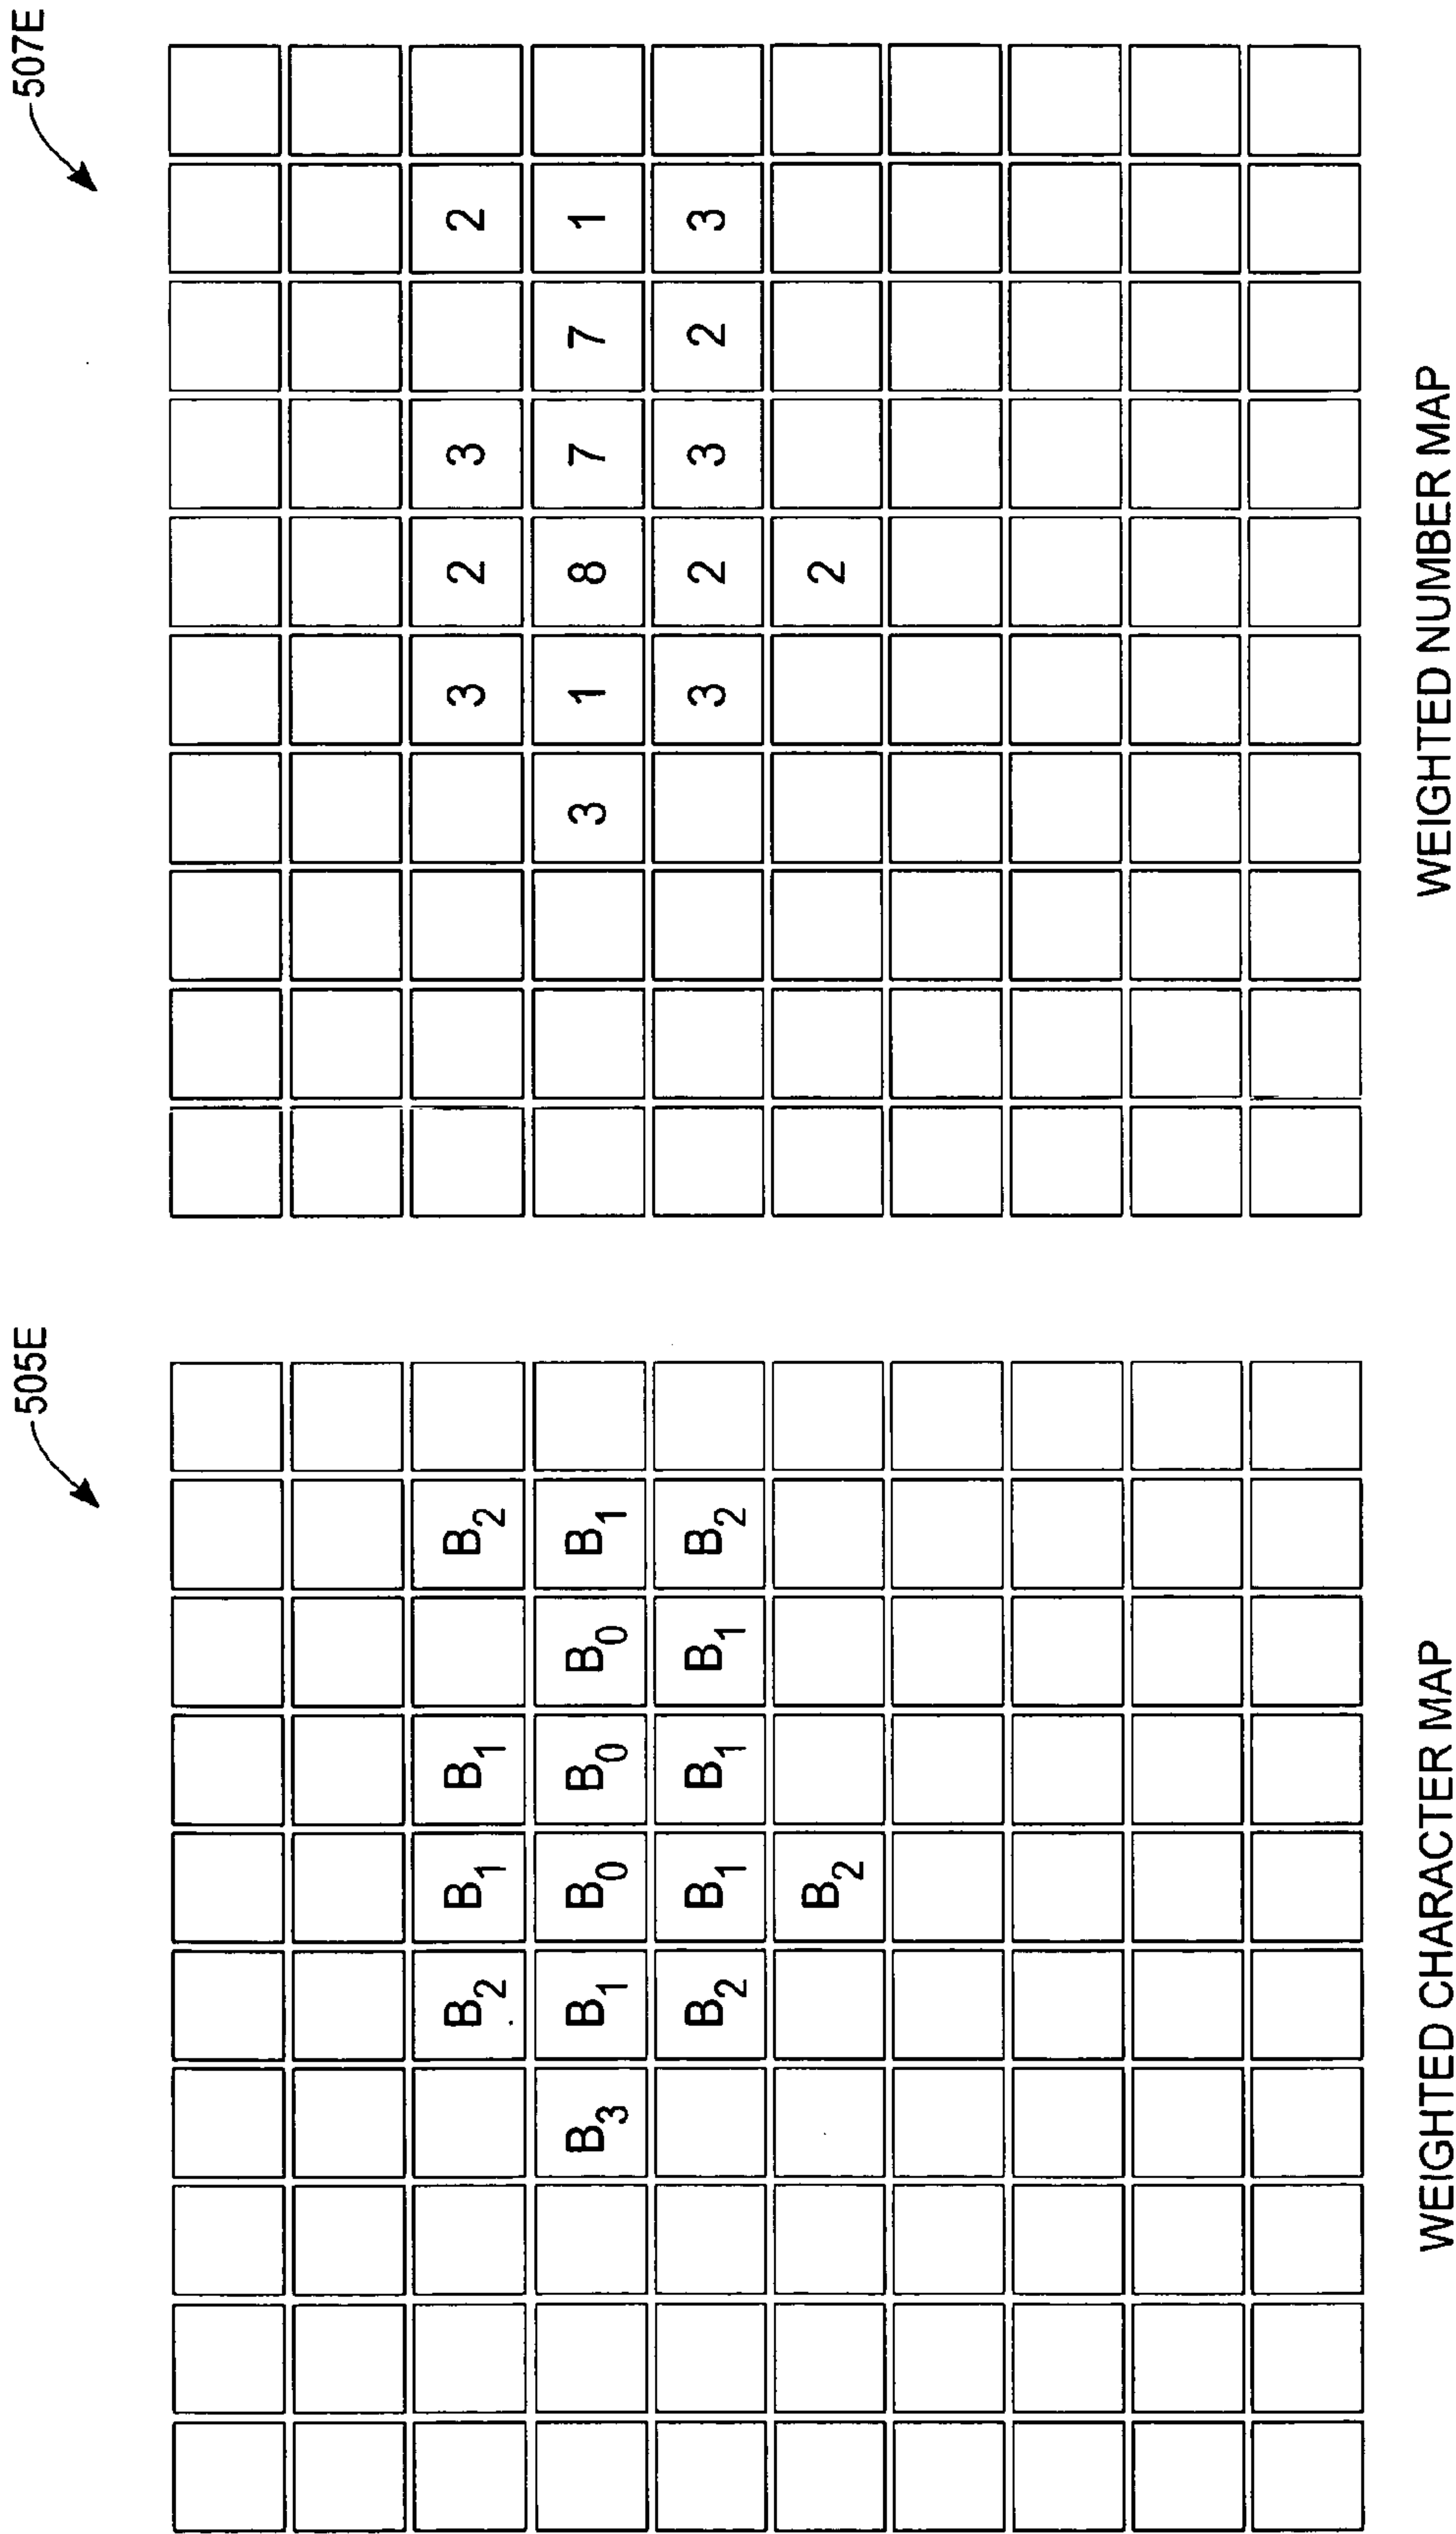 505E
B2 B1 B1 B2
B3 B1 B0 B0 B0 B1
B2 B1 B1 B1 B2
B2
WEIGHTED CHARACTER MAP
507E
3 2 3 2
3 1 8 7 7 1
3 2 3 2 3
2
WEIGHTED NUMBER MAP